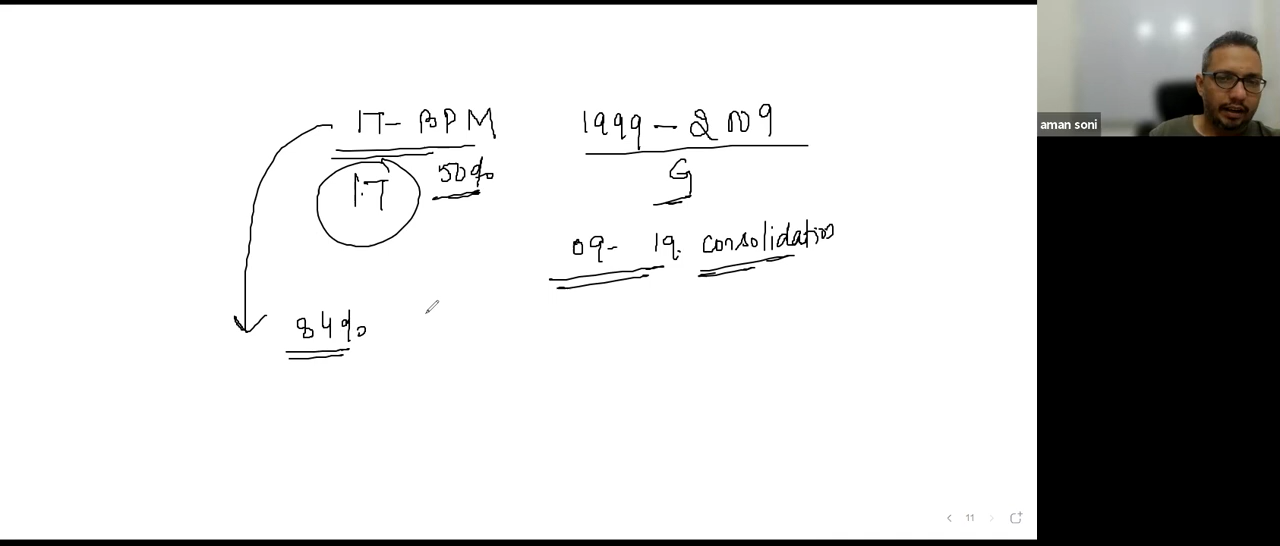 IT- BPM
IT 50%
84%
1999 - 2009
G
09- 19. consolidation
aman soni
11